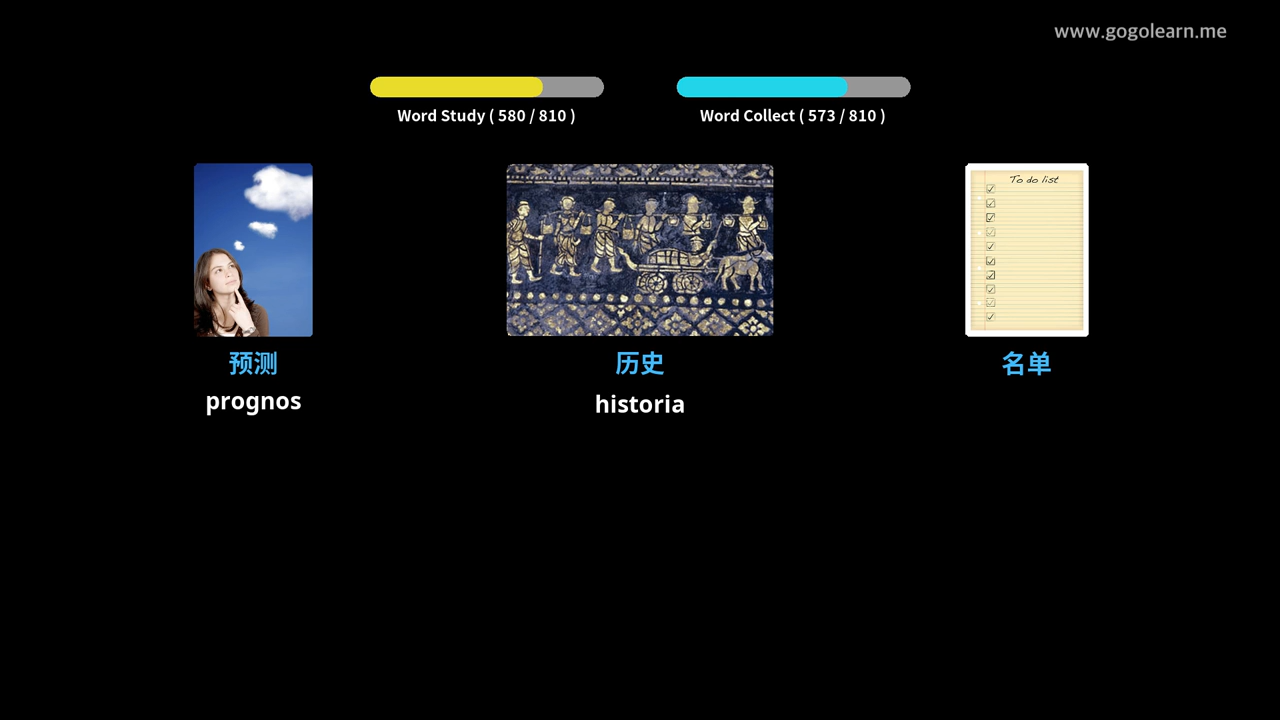 www.gogolearn.me
Word Study ( 580 / 810 )
Word Collect ( 573 / 810 )
To do list
预测
历史
名单
prognos
historia